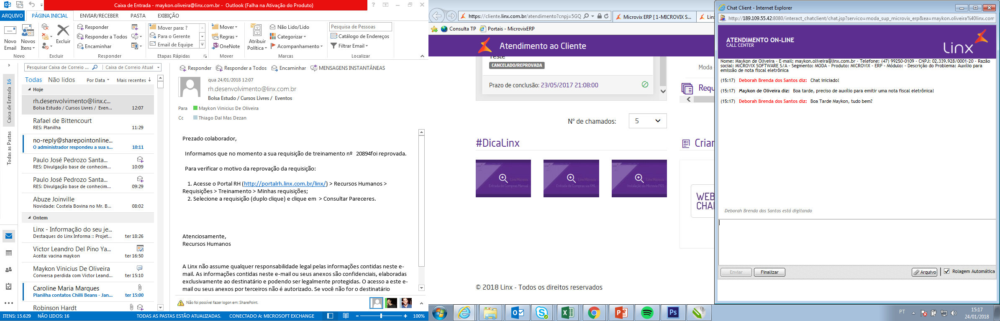 Caixa de Entrada - maykon.oliveira@linx.com.br - Outlook (Falha na Ativação do Produto)
ARQUIVO
PÁGINA INICIAL
ENVIAR/RECEBER
PASTA
EXIBIÇÃO
Novo Email
Novos Itens
Excluir
Responder
Responder a Todos
Encaminhar
Mover para: ?
Para o Gerente
Email de Equipe
Mover
Regras
OneNote
Atribuir Política
Não Lido/Lido
Categorizar
Acompanhamento
Pesquisa de Pessoas
Catálogo de Endereços
Filtrar Email
Novo
Excluir
Responder
Etapas Rápidas
Mover
Marcas
Localizar
Caixa de Entrada 16
Todas as Pastas
Pesquisar Caixa de Correio ...
Caixa de Correio Atual
Todas
Não lidos
Por Data
Mais recentes
Hoje
rh.desenvolvimento@linx.c...
Bolsa Estudo / Cursos Livres / Even... 12:07
Rafael de Bittencourt
RES: Planilha 11:29
no-reply@sharepointonline...
O administrador respondeu a sua s... 10:11
Paulo José Pedrozo Santa...
RES: Divulgação base de conhecim... 10:09
Paulo José Pedrozo Santa...
RES: Divulgação base de conhecim... 09:29
Abuze Joinville
Novidade: Costela Bovina no Mr. B... 08:02
Ontem
Linx - Informação do seu je...
Destaques do Linx Informa :: Projet... ter 18:26
Victor Leandro Del Pino Ya...
Aceita: vacina maykon ter 16:50
Maykon Vinicius De Oliveira
Conversa perdida com Victor Leand... ter 15:10
Caroline Maria Marques
Planilha contatos Chilli Beans - Jan... ter 15:00
Robinson Hardt
Responder
Responder a Todos
Encaminhar
MENSAGENS INSTANTÂNEAS
qua 24/01/2018 12:07
rh.desenvolvimento@linx.com.br
Bolsa Estudo / Cursos Livres / Eventos
Para Maykon Vinicius De Oliveira
Cc Thiago Dal Mas Dezan
Prezado colaborador,
Informamos que no momento a sua requisição de treinamento nº 20894foi reprovada.
Para verificar o motivo da reprovação da requisição:
1. Acesse o Portal RH (http://portalrh.linx.com.br/linx/) > Recursos Humanos >
Requisições > Treinamento > Minhas requisições;
2. Selecione a requisição (duplo clique) e clique em > Consultar Pareceres.
Atenciosamente,
Recursos Humanos
A Linx não assume qualquer responsabilidade legal pelas informações contidas neste e-
mail. As informações contidas neste e-mail ou seus anexos são confidenciais, elaboradas
exclusivamente ao destinatário e podendo ser legalmente protegidas. O acesso a este e-
mail ou seus anexos por terceiros não é autorizado. Se você não for o destinatário
Não foi possível fazer logon em: SharePoint.
ITENS: 15.629
NÃO LIDOS: 16
TODAS AS PASTAS ESTÃO ATUALIZADAS.
CONECTADO A: MICROSOFT EXCHANGE
100%
https://cliente.linx.com.br/atendimento?cnpj=5GQ
Microvix ERP [ 1-MICROVIX S...
Lin
Consulta TP
Portais - MicrovixERP
Atendimento ao Cliente
Teste
CANCELADO/REPROVADA
Prazo de conclusão: 23/05/2017 21:08:00
Moda
Requ
Nº de chamados: 5
#DicaLinx
Linx Microvix
Entrada de Compras Manual
Linx Microvix
Entrada de Compras via XML
Linx Microvix
Instalação do Microvix POS
Criar
WEB
CHA
© 2018 Linx - Todos os direitos reservados
Chat Client - Internet Explorer
http://189.109.55.42:8080/interact_chatclient/chat.jsp?servico=moda_sup_microvix_erp&ea=maykon.oliveira%40linx.com
ATENDIMENTO ON-LINE
CALL CENTER
Linx
Nome: Maykon de Oliveira - E-mail: maykon.oliveira@linx.com.br - Telefone: (47) 99250-0109 - CNPJ: 02.339.928/0001-20 - Razão
social: MICROVIX SOFTWARE S/A - Segmento: MODA - Produto: MICROVIX - ERP - Módulo: - Descrição do Problema: Auxílio para
emissão de nota fiscal eletrônica
(15:17) Deborah Brenda dos Santos diz: Chat iniciado!
(15:17) Maykon de Oliveira diz: Boa tarde, preciso de auxílio para emitir uma nota fiscal eletrônica!
(15:17) Deborah Brenda dos Santos diz: Boa Tarde Maykon, tudo bem?
Deborah Brenda dos Santos está digitando
Enviar
Finalizar
Arquivo
Rolagem Automática
PT
15:17
24/01/2018